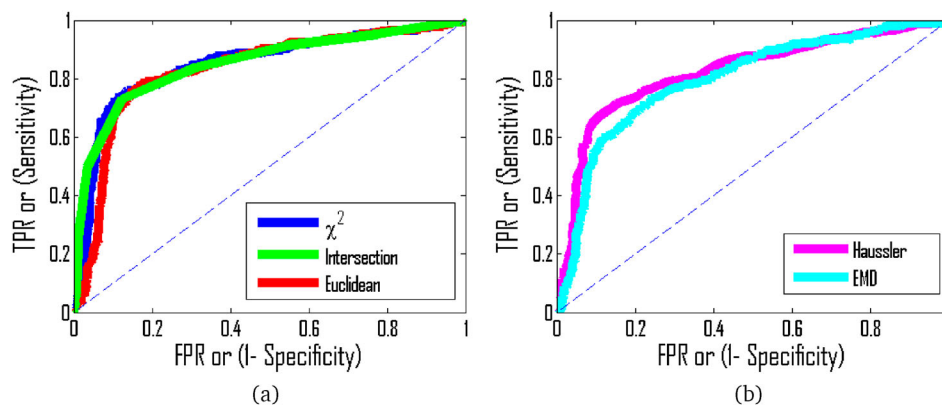 1
0.8
0.6
0.4
0.2
0
TPR or (Sensitivity)
χ²
Intersection
Euclidean
0 0.2 0.4 0.6 0.8 1
FPR or (1- Specificity)
(a)
1
0.8
0.6
0.4
0.2
0
TPR or (Sensitivity)
Haussler
EMD
0 0.2 0.4 0.6 0.8
FPR or (1- Specificity)
(b)